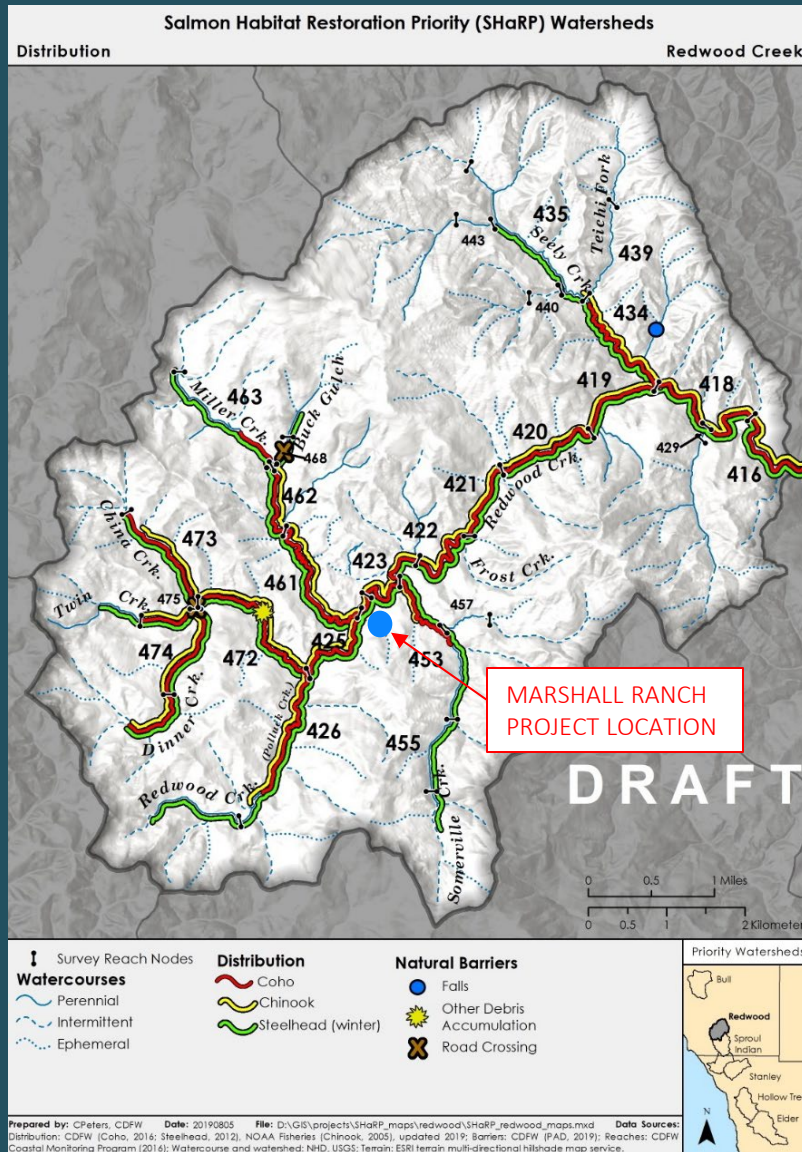 Salmon Habitat Restoration Priority (SHaRP) Watersheds
Distribution
Redwood Creek
435
Teichi Fork
443
Seely Crk.
439
440
434
419
418
463
Miller Crk.
Buck Gulch
468
420
429
416
462
421
Redwood Crk.
China Crk.
473
422
423
Frost Crk.
461
475
Twin Crk.
457
425
472
453
474
MARSHALL RANCH
PROJECT LOCATION
Dinner Crk.
(Pollock Crk.)
426
455
Redwood Crk.
DRAFT
Somerville Crk.
0 0.5 1 Miles
0 0.5 1 2 Kilometer
Survey Reach Nodes
Watercourses
Perennial
Intermittent
Ephemeral
Distribution
Coho
Chinook
Steelhead (winter)
Natural Barriers
Falls
Other Debris
Accumulation
Road Crossing
Priority Watersheds
Bull
Redwood
Sproul
Indian
Stanley
Hollow Tre
Elder
N
Prepared by: CPeters, CDFW Date: 20190805 File: D:\GIS\projects\SHaRP_maps\redwood\SHaRP_redwood_maps.mxd Data Sources:
Distribution: CDFW (Coho, 2016; Steelhead, 2012), NOAA Fisheries (Chinook, 2005), updated 2019; Barriers: CDFW (PAD, 2019); Reaches: CDFW
Coastal Monitoring Program (2016); Watercourse and watershed: NHD, USGS; Terrain: ESRI terrain multi-directional hillshade map service.